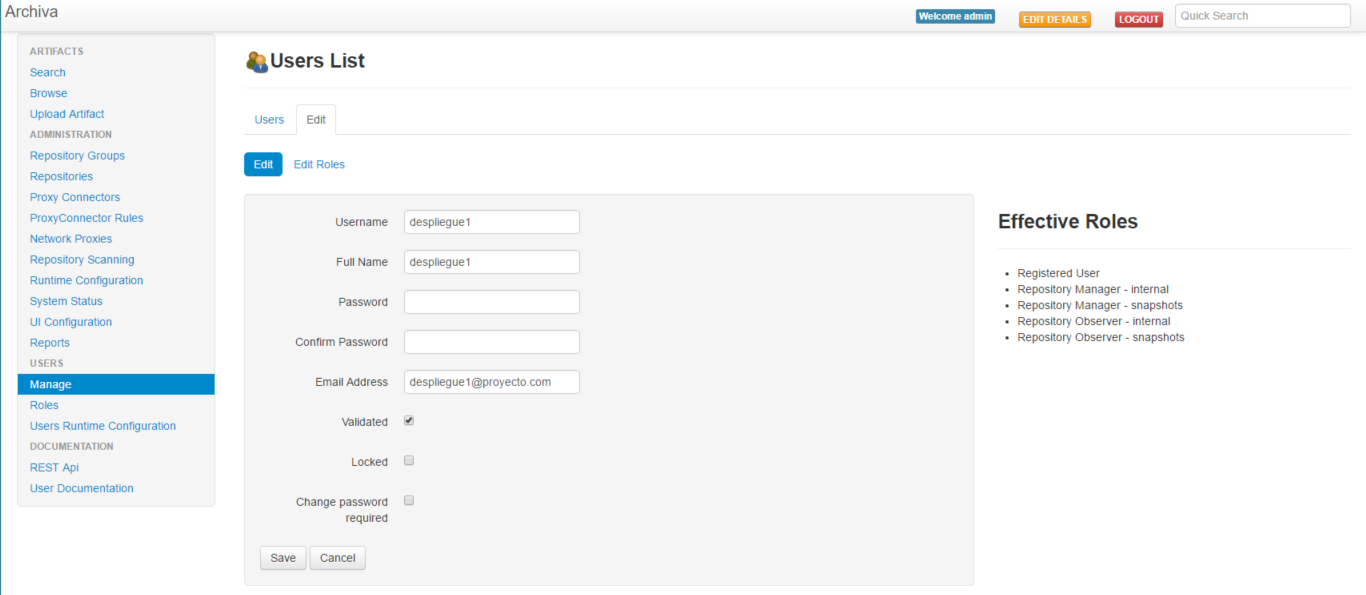 Archiva
Welcome admin
EDIT DETAILS
LOGOUT
Quick Search
ARTIFACTS
Search
Browse
Upload Artifact
ADMINISTRATION
Repository Groups
Repositories
Proxy Connectors
ProxyConnector Rules
Network Proxies
Repository Scanning
Runtime Configuration
System Status
UI Configuration
Reports
USERS
Manage
Roles
Users Runtime Configuration
DOCUMENTATION
REST Api
User Documentation
Users List
Users Edit
Edit Edit Roles
Username despliegue1
Full Name despliegue1
Password
Confirm Password
Email Address despliegue1@proyecto.com
Validated
Locked
Change password
required
Save Cancel
Effective Roles
Registered User
Repository Manager - internal
Repository Manager - snapshots
Repository Observer - internal
Repository Observer - snapshots